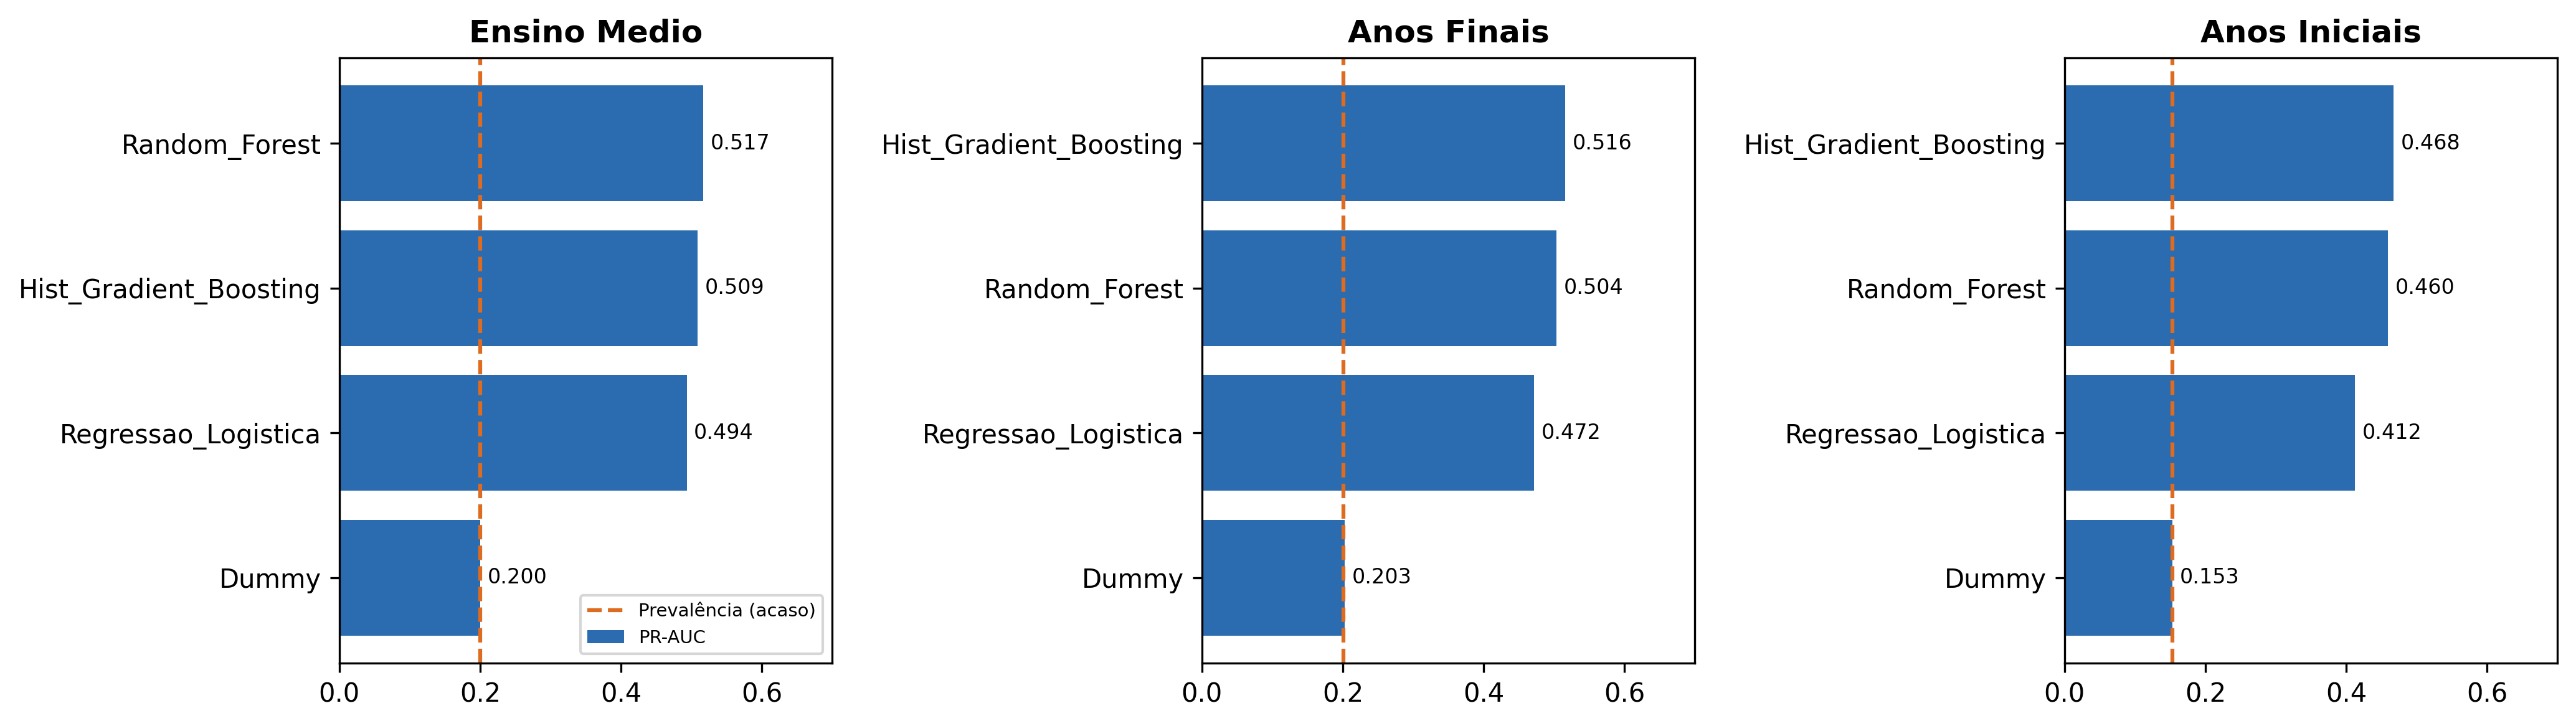 Ensino Medio
Random_Forest
0.517
Hist_Gradient_Boosting
0.509
Regressao_Logistica
0.494
Dummy
0.200
Prevalência (acaso)
PR-AUC
0.0 0.2 0.4 0.6
Anos Finais
Hist_Gradient_Boosting
0.516
Random_Forest
0.504
Regressao_Logistica
0.472
Dummy
0.203
0.0 0.2 0.4 0.6
Anos Iniciais
Hist_Gradient_Boosting
0.468
Random_Forest
0.460
Regressao_Logistica
0.412
Dummy
0.153
0.0 0.2 0.4 0.6